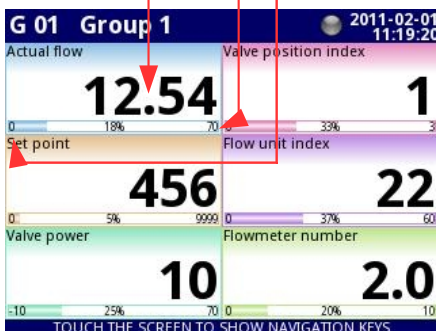 G 01 Group 1 2011-02-01
11:19:20
Actual flow Valve position index
12.54 1
0 18% 70 0 33% 3
Set point Flow unit index
456 22
0 5% 9999 0 37% 60
Valve power Flowmeter number
10 2.0
-10 25% 70 0 20% 10
TOUCH THE SCREEN TO SHOW NAVIGATION KEYS